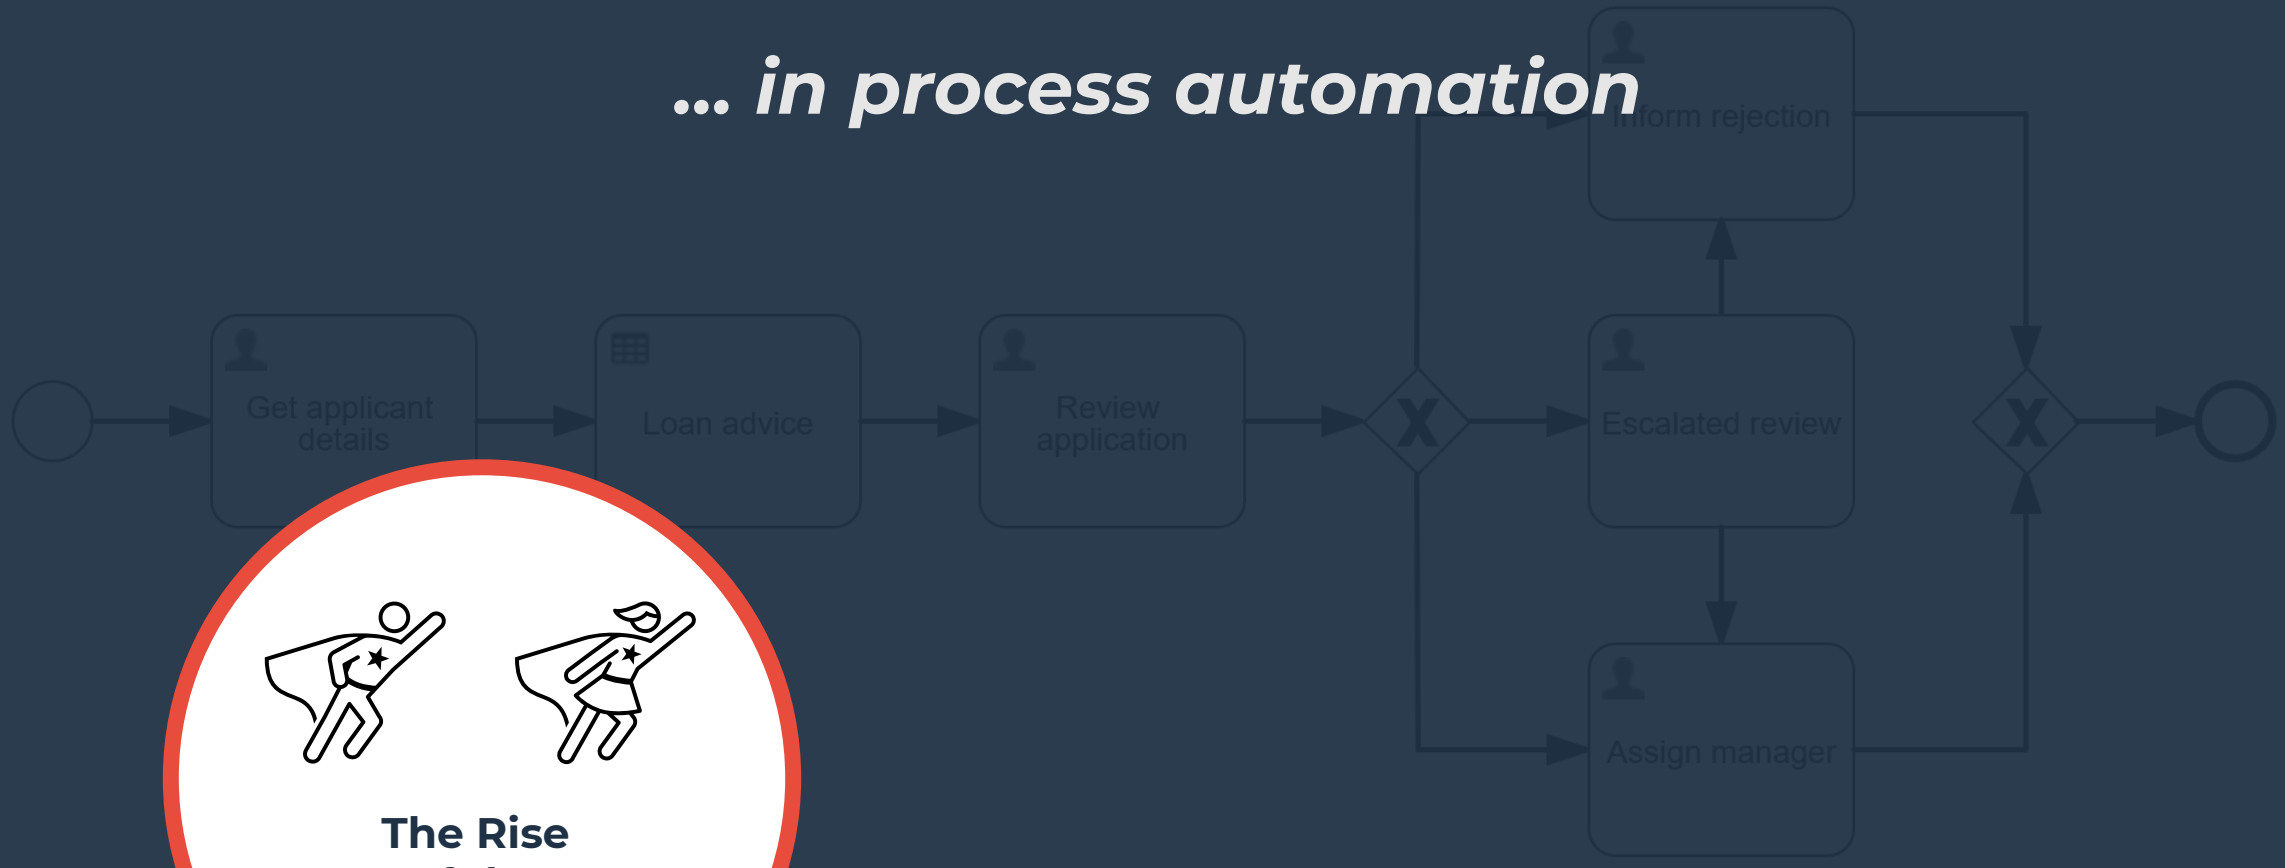 ... in process automation
Inform rejection
Get applicant
details
Loan advice
Review
application
X
Escalated review
X
Assign manager
The Rise